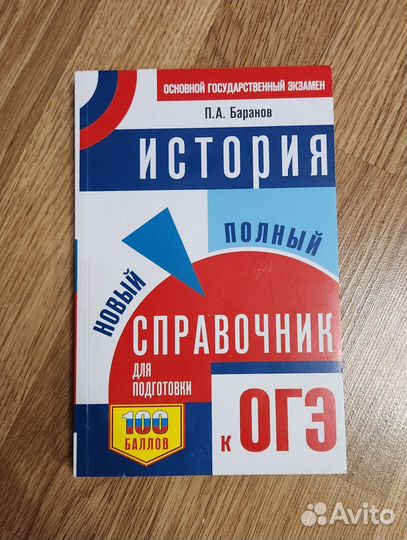 ОСНОВНОЙ ГОСУДАРСТВЕННЫЙ ЭКЗАМЕН
П.А. Баранов
ИСТОРИЯ
НОВЫЙ
ПОЛНЫЙ
СПРАВОЧНИК
ДЛЯ
ПОДГОТОВКИ
100
БАЛЛОВ
к ОГЭ
Avito